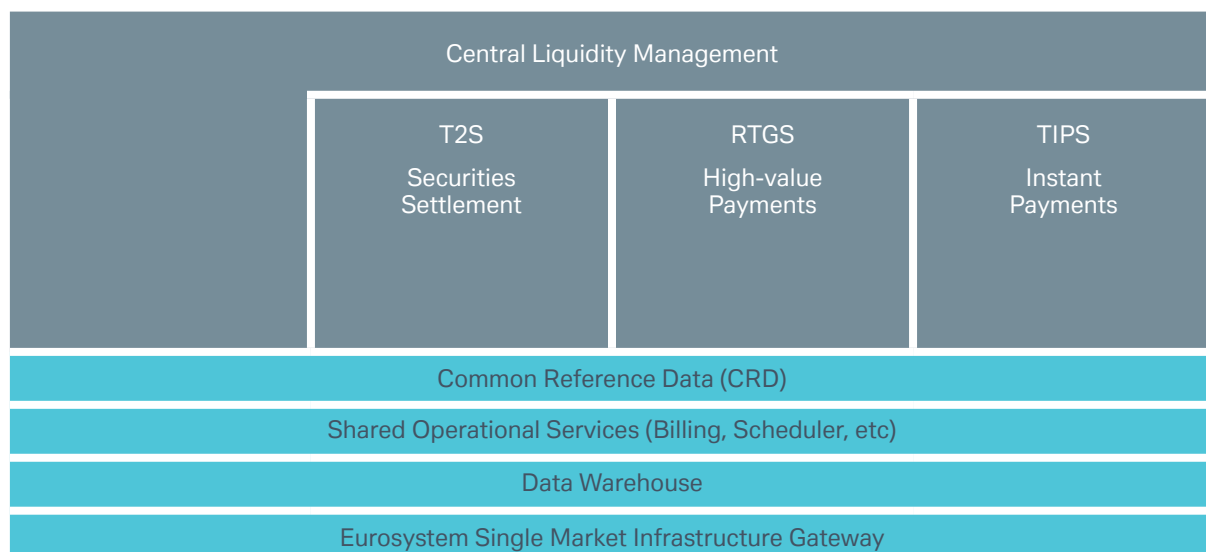 Central Liquidity Management
T2S
Securities
Settlement
RTGS
High-value
Payments
TIPS
Instant
Payments
Common Reference Data (CRD)
Shared Operational Services (Billing, Scheduler, etc)
Data Warehouse
Eurosystem Single Market Infrastructure Gateway